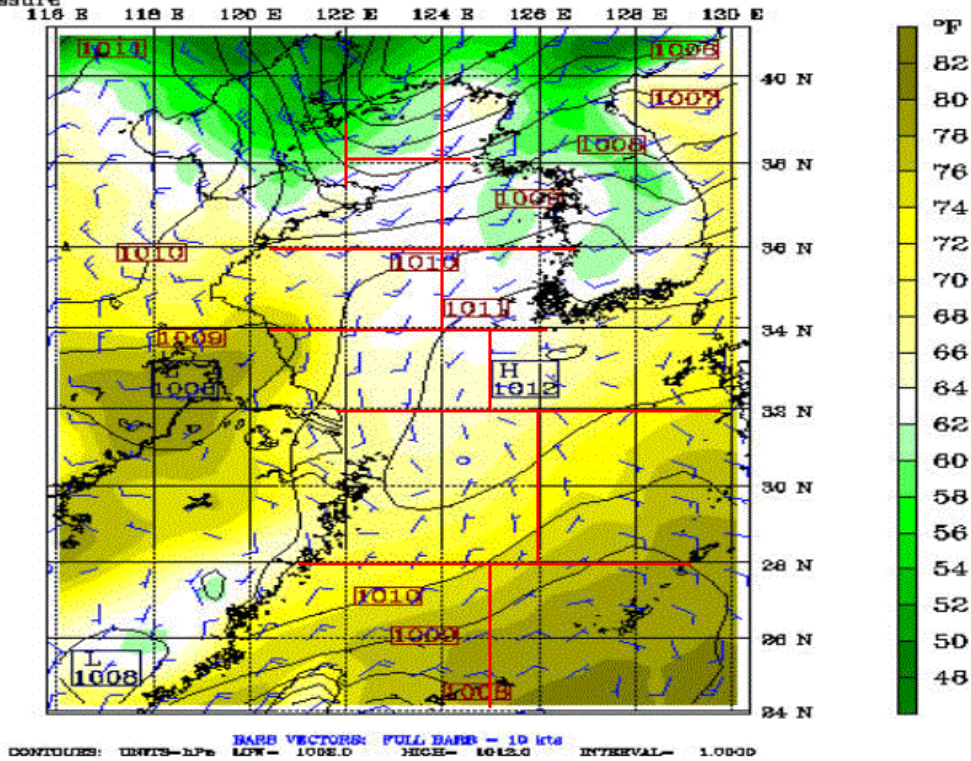 ssure
116 E 118 E 120 E 122 E 124 E 126 E 128 E 130 E
°F
1011
1006
40 N
82
1007
80
1008
78
38 N
76
1009
74
36 N
1010
1010
72
70
1011
34 N
68
1009
66
L
1008
H
1012
64
32 N
62
60
30 N
58
56
28 N
54
1010
52
1009
26 N
50
L
1008
48
1008
24 N
BARB VECTORS: FULL BARB = 10 kts
CONTOURS: UNITS=hPa LOW= 1008.0 HIGH= 1012.0 INTERVAL= 1.0000